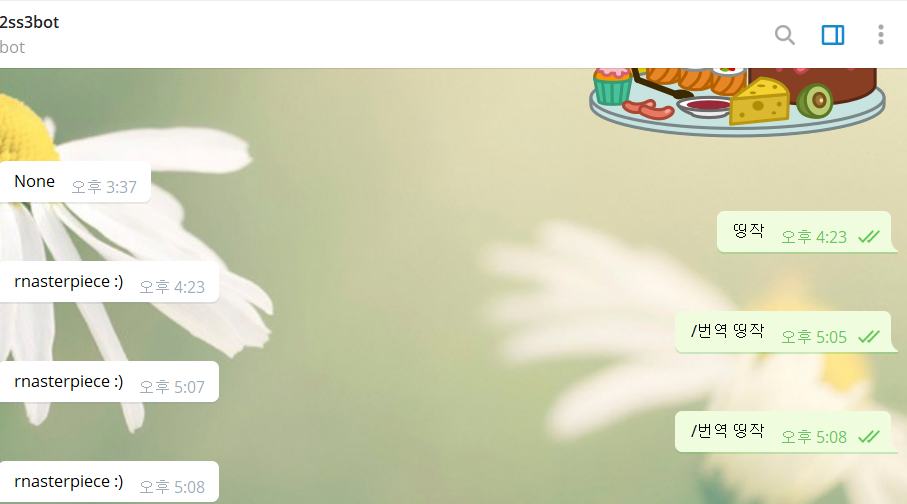 2ss3bot
bot
None 오후 3:37
띵작 오후 4:23
rnasterpiece :) 오후 4:23
/번역 띵작 오후 5:05
rnasterpiece :) 오후 5:07
/번역 띵작 오후 5:08
rnasterpiece :) 오후 5:08